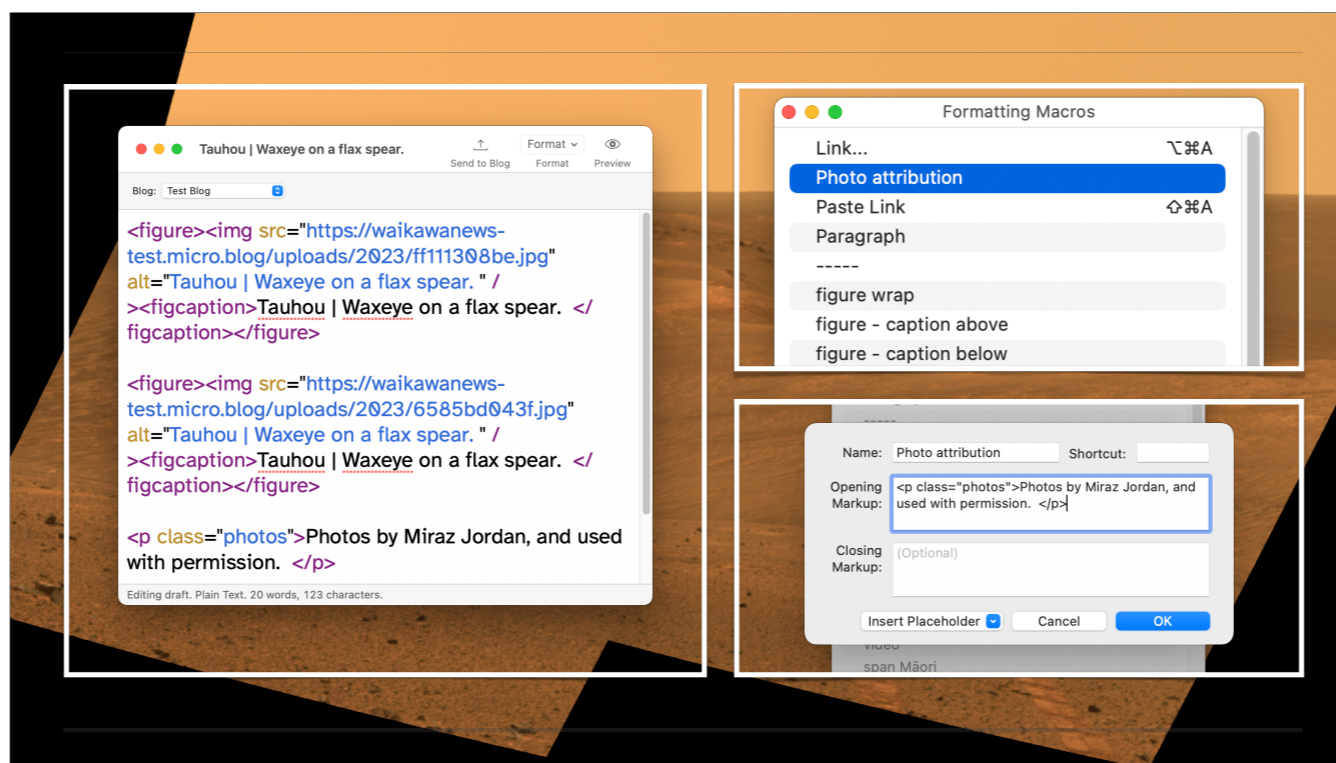 Tauhou | Waxeye on a flax spear.
Send to Blog
Format
Format
Preview
Blog: Test Blog
<figure><img src="https://waikawanews-
test.micro.blog/uploads/2023/ff111308be.jpg"
alt="Tauhou | Waxeye on a flax spear. " /
><figcaption>Tauhou | Waxeye on a flax spear.  </
figcaption></figure>
<figure><img src="https://waikawanews-
test.micro.blog/uploads/2023/6585bd043f.jpg"
alt="Tauhou | Waxeye on a flax spear. " /
><figcaption>Tauhou | Waxeye on a flax spear.  </
figcaption></figure>
<p class="photos">Photos by Miraz Jordan, and used
with permission.  </p>
Editing draft. Plain Text. 20 words, 123 characters.
Formatting Macros
Link... ⌥⌘A
Photo attribution
Paste Link ⇧⌘A
Paragraph
-----
figure wrap
figure - caption above
figure - caption below
-----
Name: Photo attribution Shortcut:
Opening
Markup:
<p class="photos">Photos by Miraz Jordan, and
used with permission.  </p>
Closing
Markup:
(Optional)
Insert Placeholder
Cancel
OK
video
span Māori